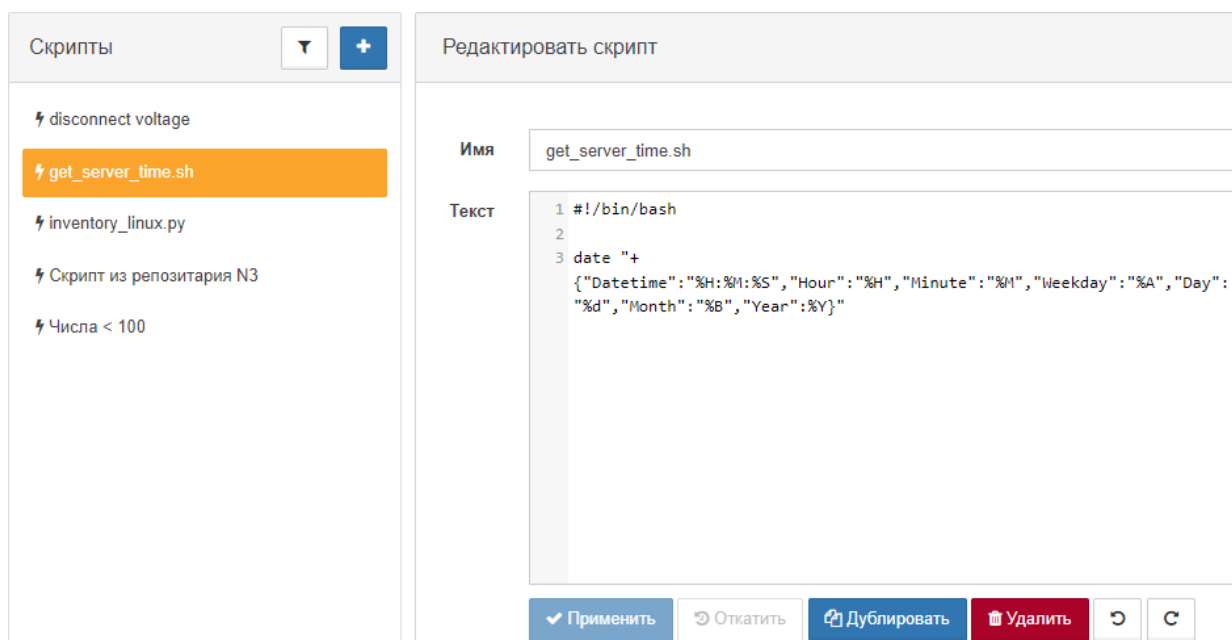 Скрипты
disconnect voltage
get_server_time.sh
inventory_linux.py
Скрипт из репозитария N3
Числа < 100
Редактировать скрипт
Имя
get_server_time.sh
Текст
1 #!/bin/bash
2
3 date "+
{"Datetime":"%H:%M:%S","Hour":"%H","Minute":"%M","Weekday":"%A","Day":
"%d","Month":"%B","Year":%Y}"
Применить Откатить Дублировать Удалить